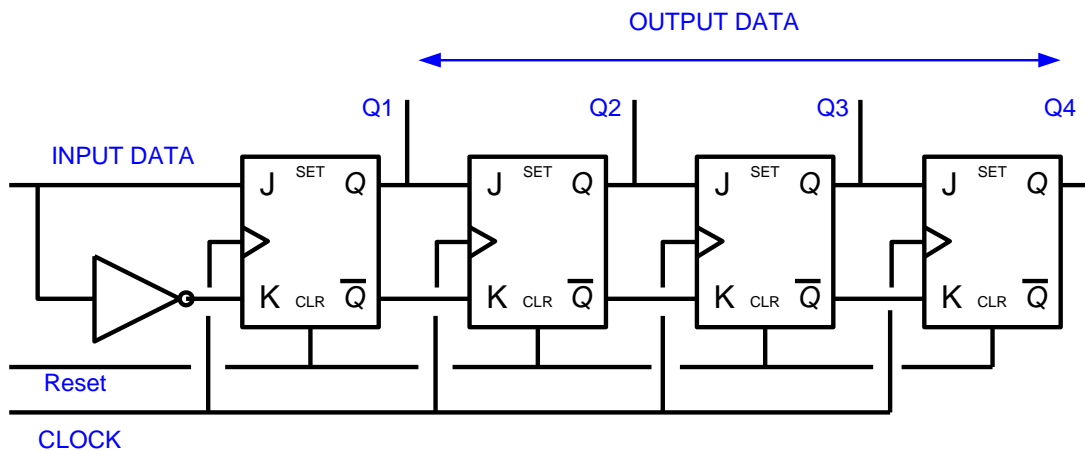 OUTPUT DATA
Q1 Q2 Q3 Q4
INPUT DATA
J SET Q J SET Q J SET Q J SET Q
K CLR Q̅ K CLR Q̅ K CLR Q̅ K CLR Q̅
Reset
CLOCK